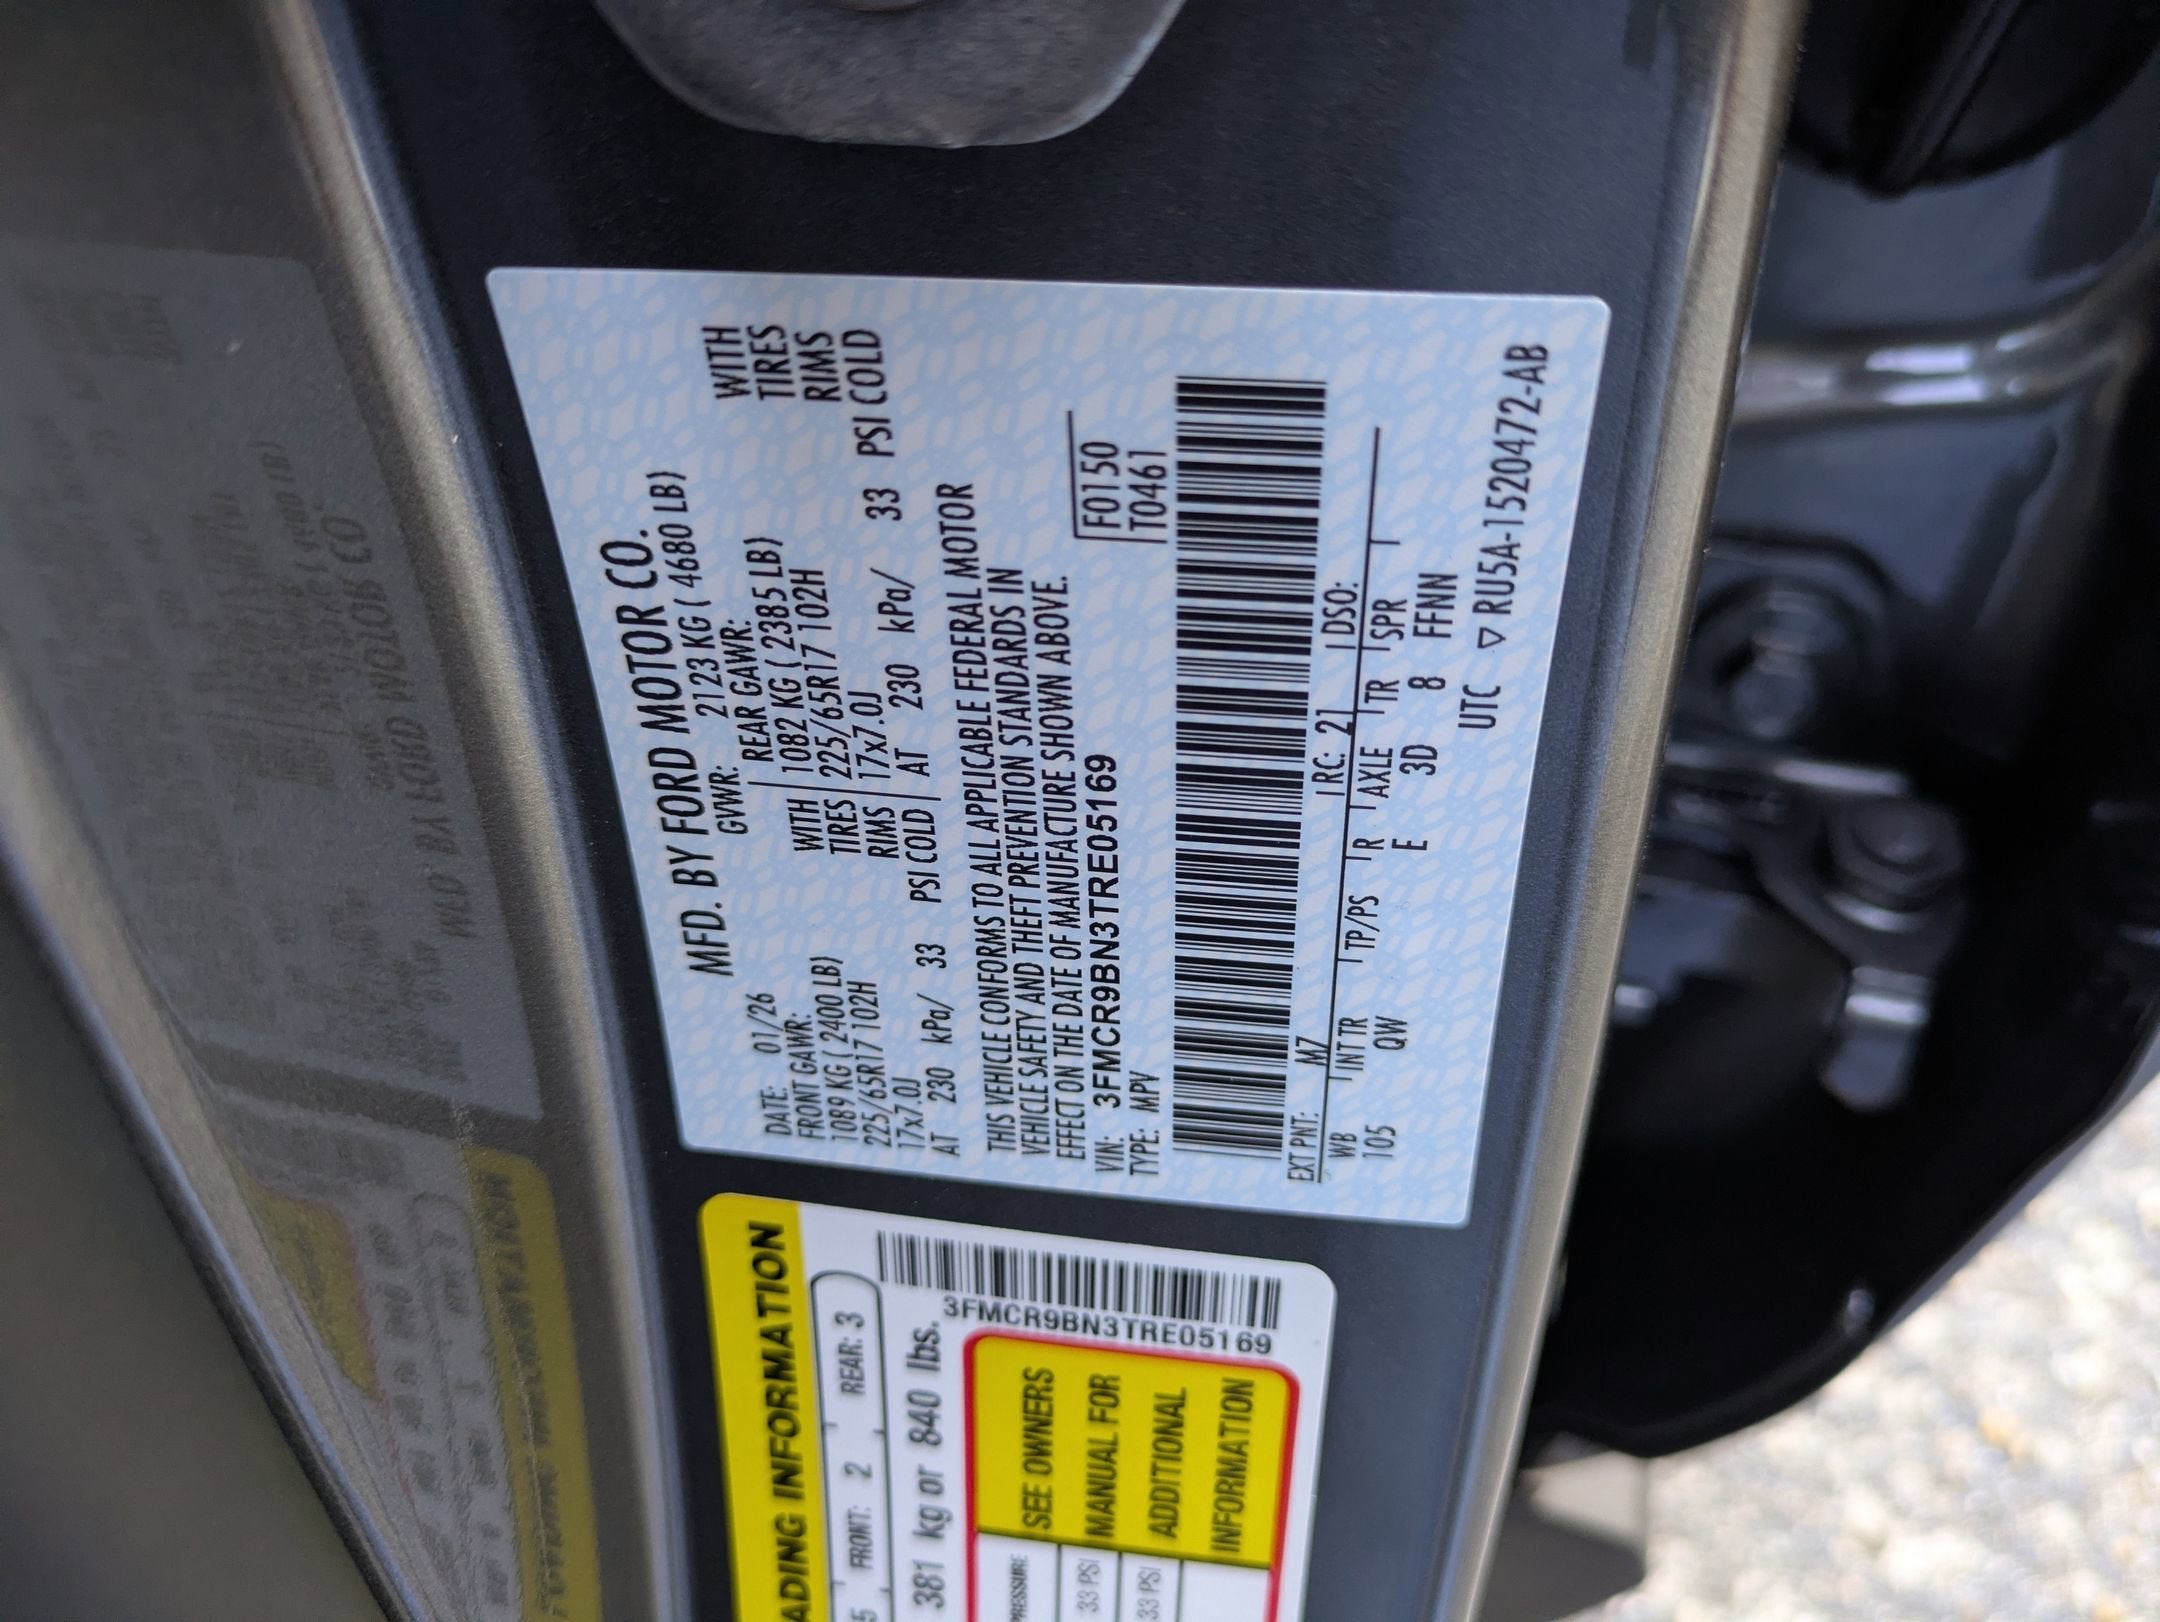 MFD. BY FORD MOTOR CO.
DATE: 01/26 GVWR: 2123 KG ( 4680 LB)
FRONT GAWR: REAR GAWR:
1089 KG ( 2400 LB) WITH 1082 KG ( 2385 LB) WITH
225/65R17 102H TIRES 225/65R17 102H TIRES
17x7.0J RIMS 17x7.0J RIMS
AT 230 kPa/ 33 PSI COLD AT 230 kPa/ 33 PSI COLD
THIS VEHICLE CONFORMS TO ALL APPLICABLE FEDERAL MOTOR
VEHICLE SAFETY AND THEFT PREVENTION STANDARDS IN
EFFECT ON THE DATE OF MANUFACTURE SHOWN ABOVE.
VIN: 3FMCR9BN3TRE05169 F0150
TYPE: MPV T0461
EXT PNT: M7 RC: 21 DSO:
WB INT TR TP/PS R AXLE TR SPR
105 QW E 3D 8 FFNN
UTC ▽ RU5A-1520472-AB
ADING INFORMATION
5 FRONT: 2 REAR: 3
381 kg or 840 lbs.
3FMCR9BN3TRE05169
PRESSURE
33 PSI
33 PSI
SEE OWNERS
MANUAL FOR
ADDITIONAL
INFORMATION